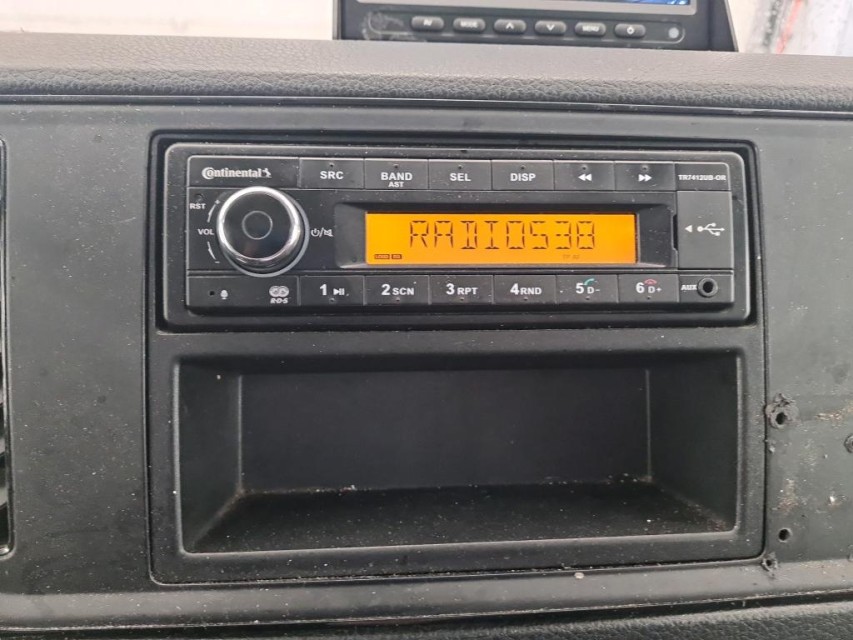 AV MODE MENU
Continental
SRC BAND SEL DISP TR7412UB-OR
AST
RST
VOL
RADIO538
R·D·S 1 2 SCN 3 RPT 4 RND 5 D- 6 D+ AUX